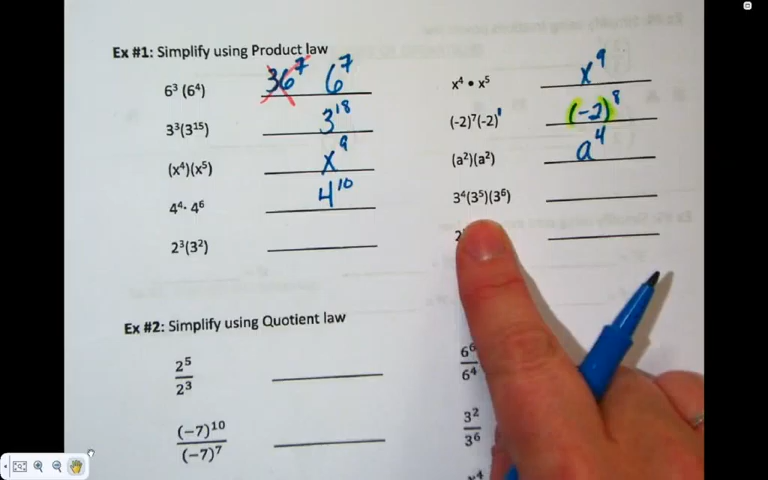 Ex #1: Simplify using Product law
6³ (6⁴) 36⁷ 6⁷
x⁴ • x⁵ x⁹
3³(3¹⁵) 3¹⁸
(-2)⁷(-2)¹ (-2)⁸
(x⁴)(x⁵) x⁹
(a²)(a²) a⁴
4⁴· 4⁶ 4¹⁰
3⁴(3⁵)(3⁶)
2³(3²)
2
Ex #2: Simplify using Quotient law
2⁵
2³
6⁶
6⁴
(-7)¹⁰
(-7)⁷
3²
3⁶